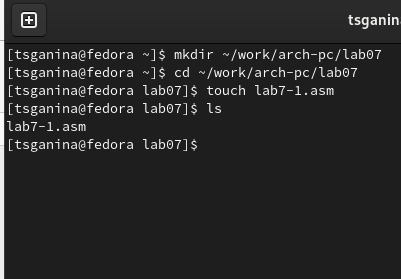 tsganina
[tsganina@fedora ~]$ mkdir ~/work/arch-pc/lab07
[tsganina@fedora ~]$ cd ~/work/arch-pc/lab07
[tsganina@fedora lab07]$ touch lab7-1.asm
[tsganina@fedora lab07]$ ls
lab7-1.asm
[tsganina@fedora lab07]$